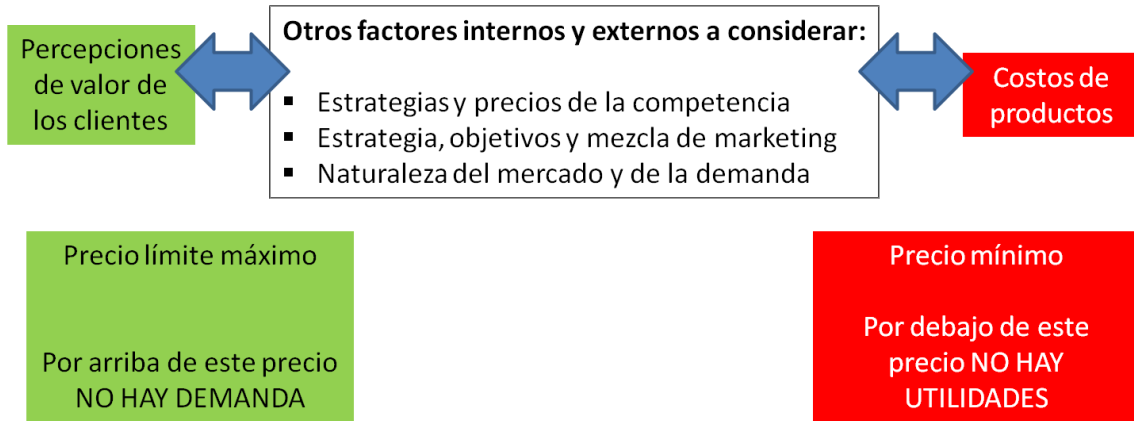 Percepciones
de valor de
los clientes
Otros factores internos y externos a considerar:
▪ Estrategias y precios de la competencia
▪ Estrategia, objetivos y mezcla de marketing
▪ Naturaleza del mercado y de la demanda
Costos de
productos
Precio límite máximo
Por arriba de este precio
NO HAY DEMANDA
Precio mínimo
Por debajo de este
precio NO HAY
UTILIDADES